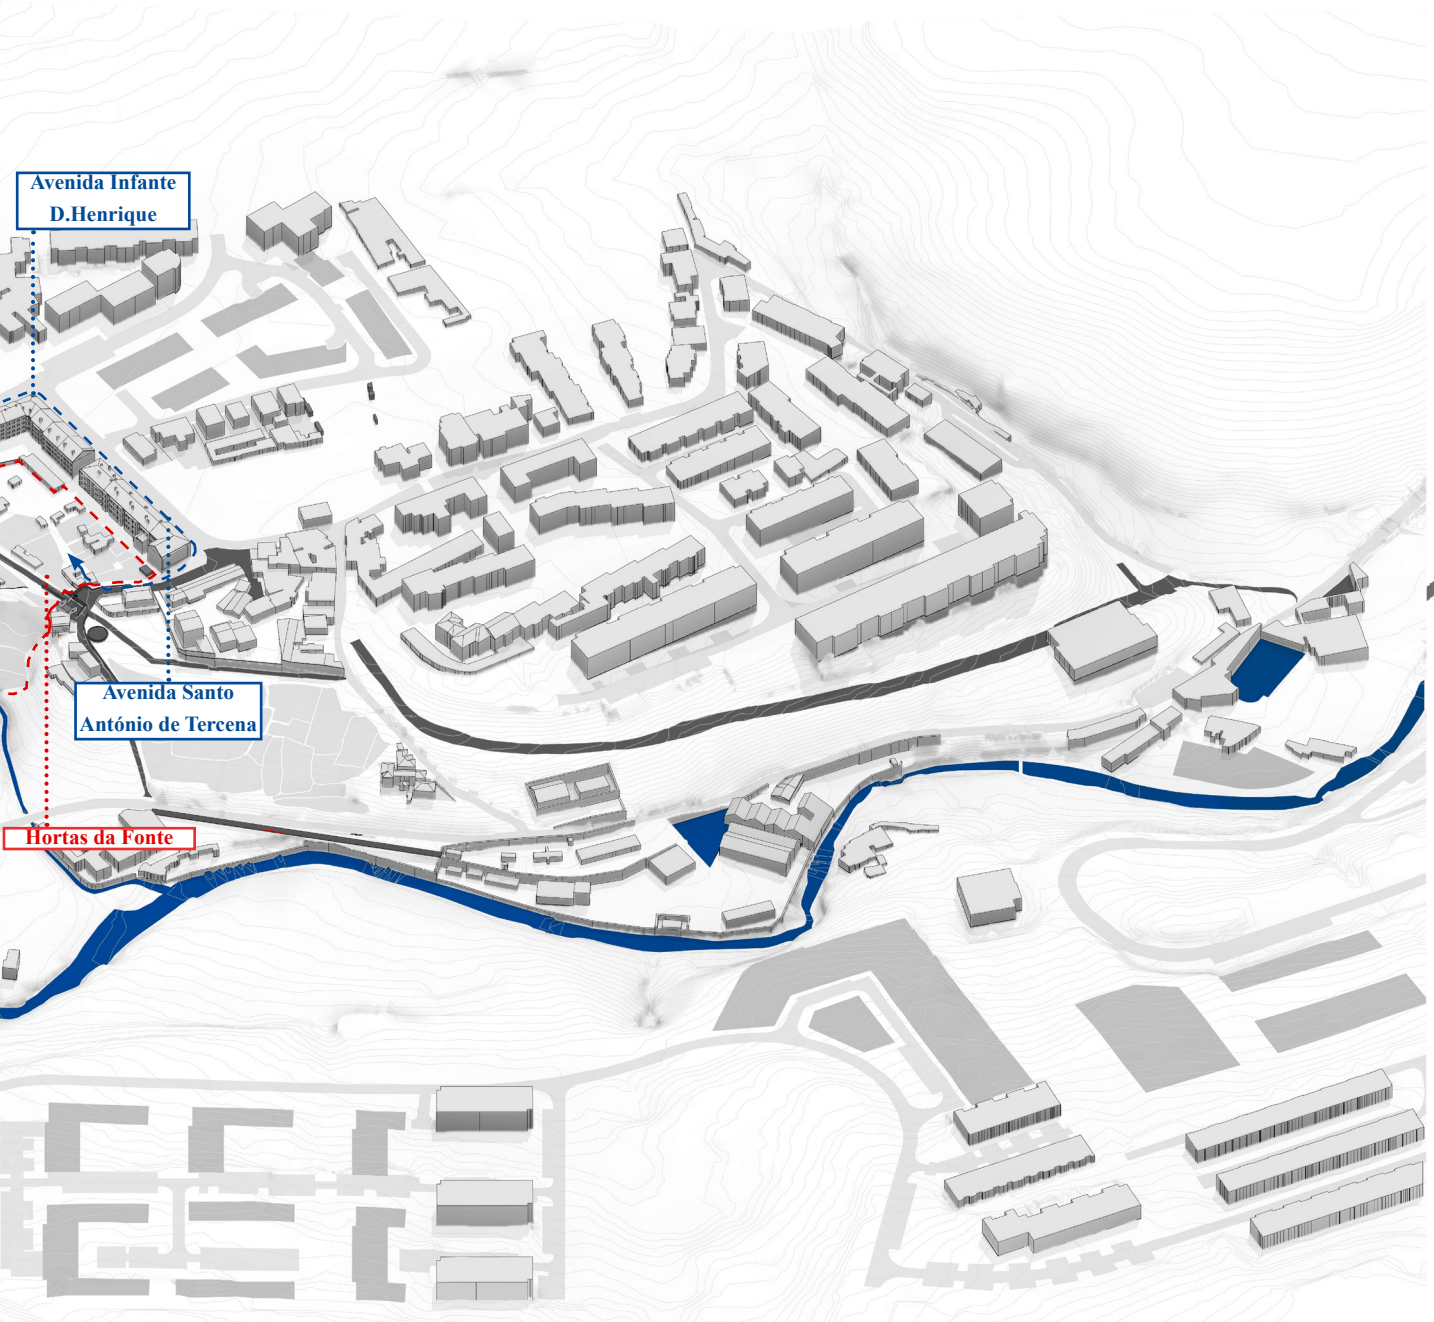 Avenida Infante
D.Henrique
Avenida Santo
António de Tercena
Hortas da Fonte